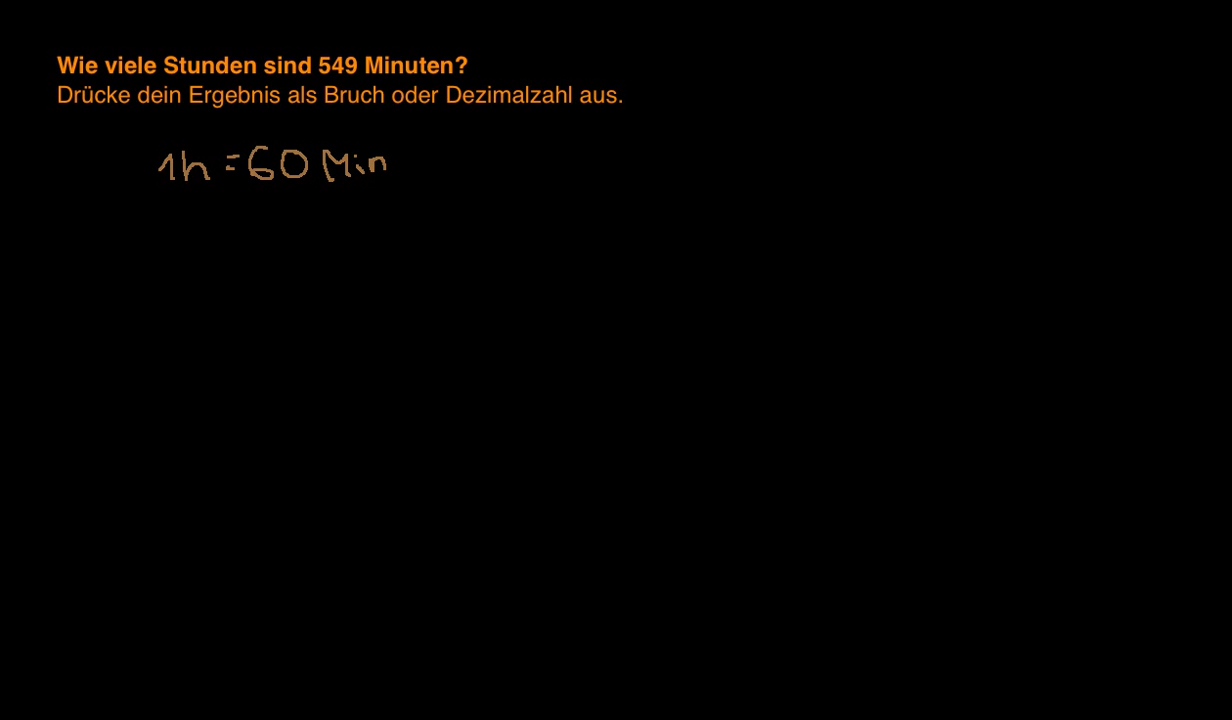 Wie viele Stunden sind 549 Minuten?
Drücke dein Ergebnis als Bruch oder Dezimalzahl aus.
1h = 60 Min